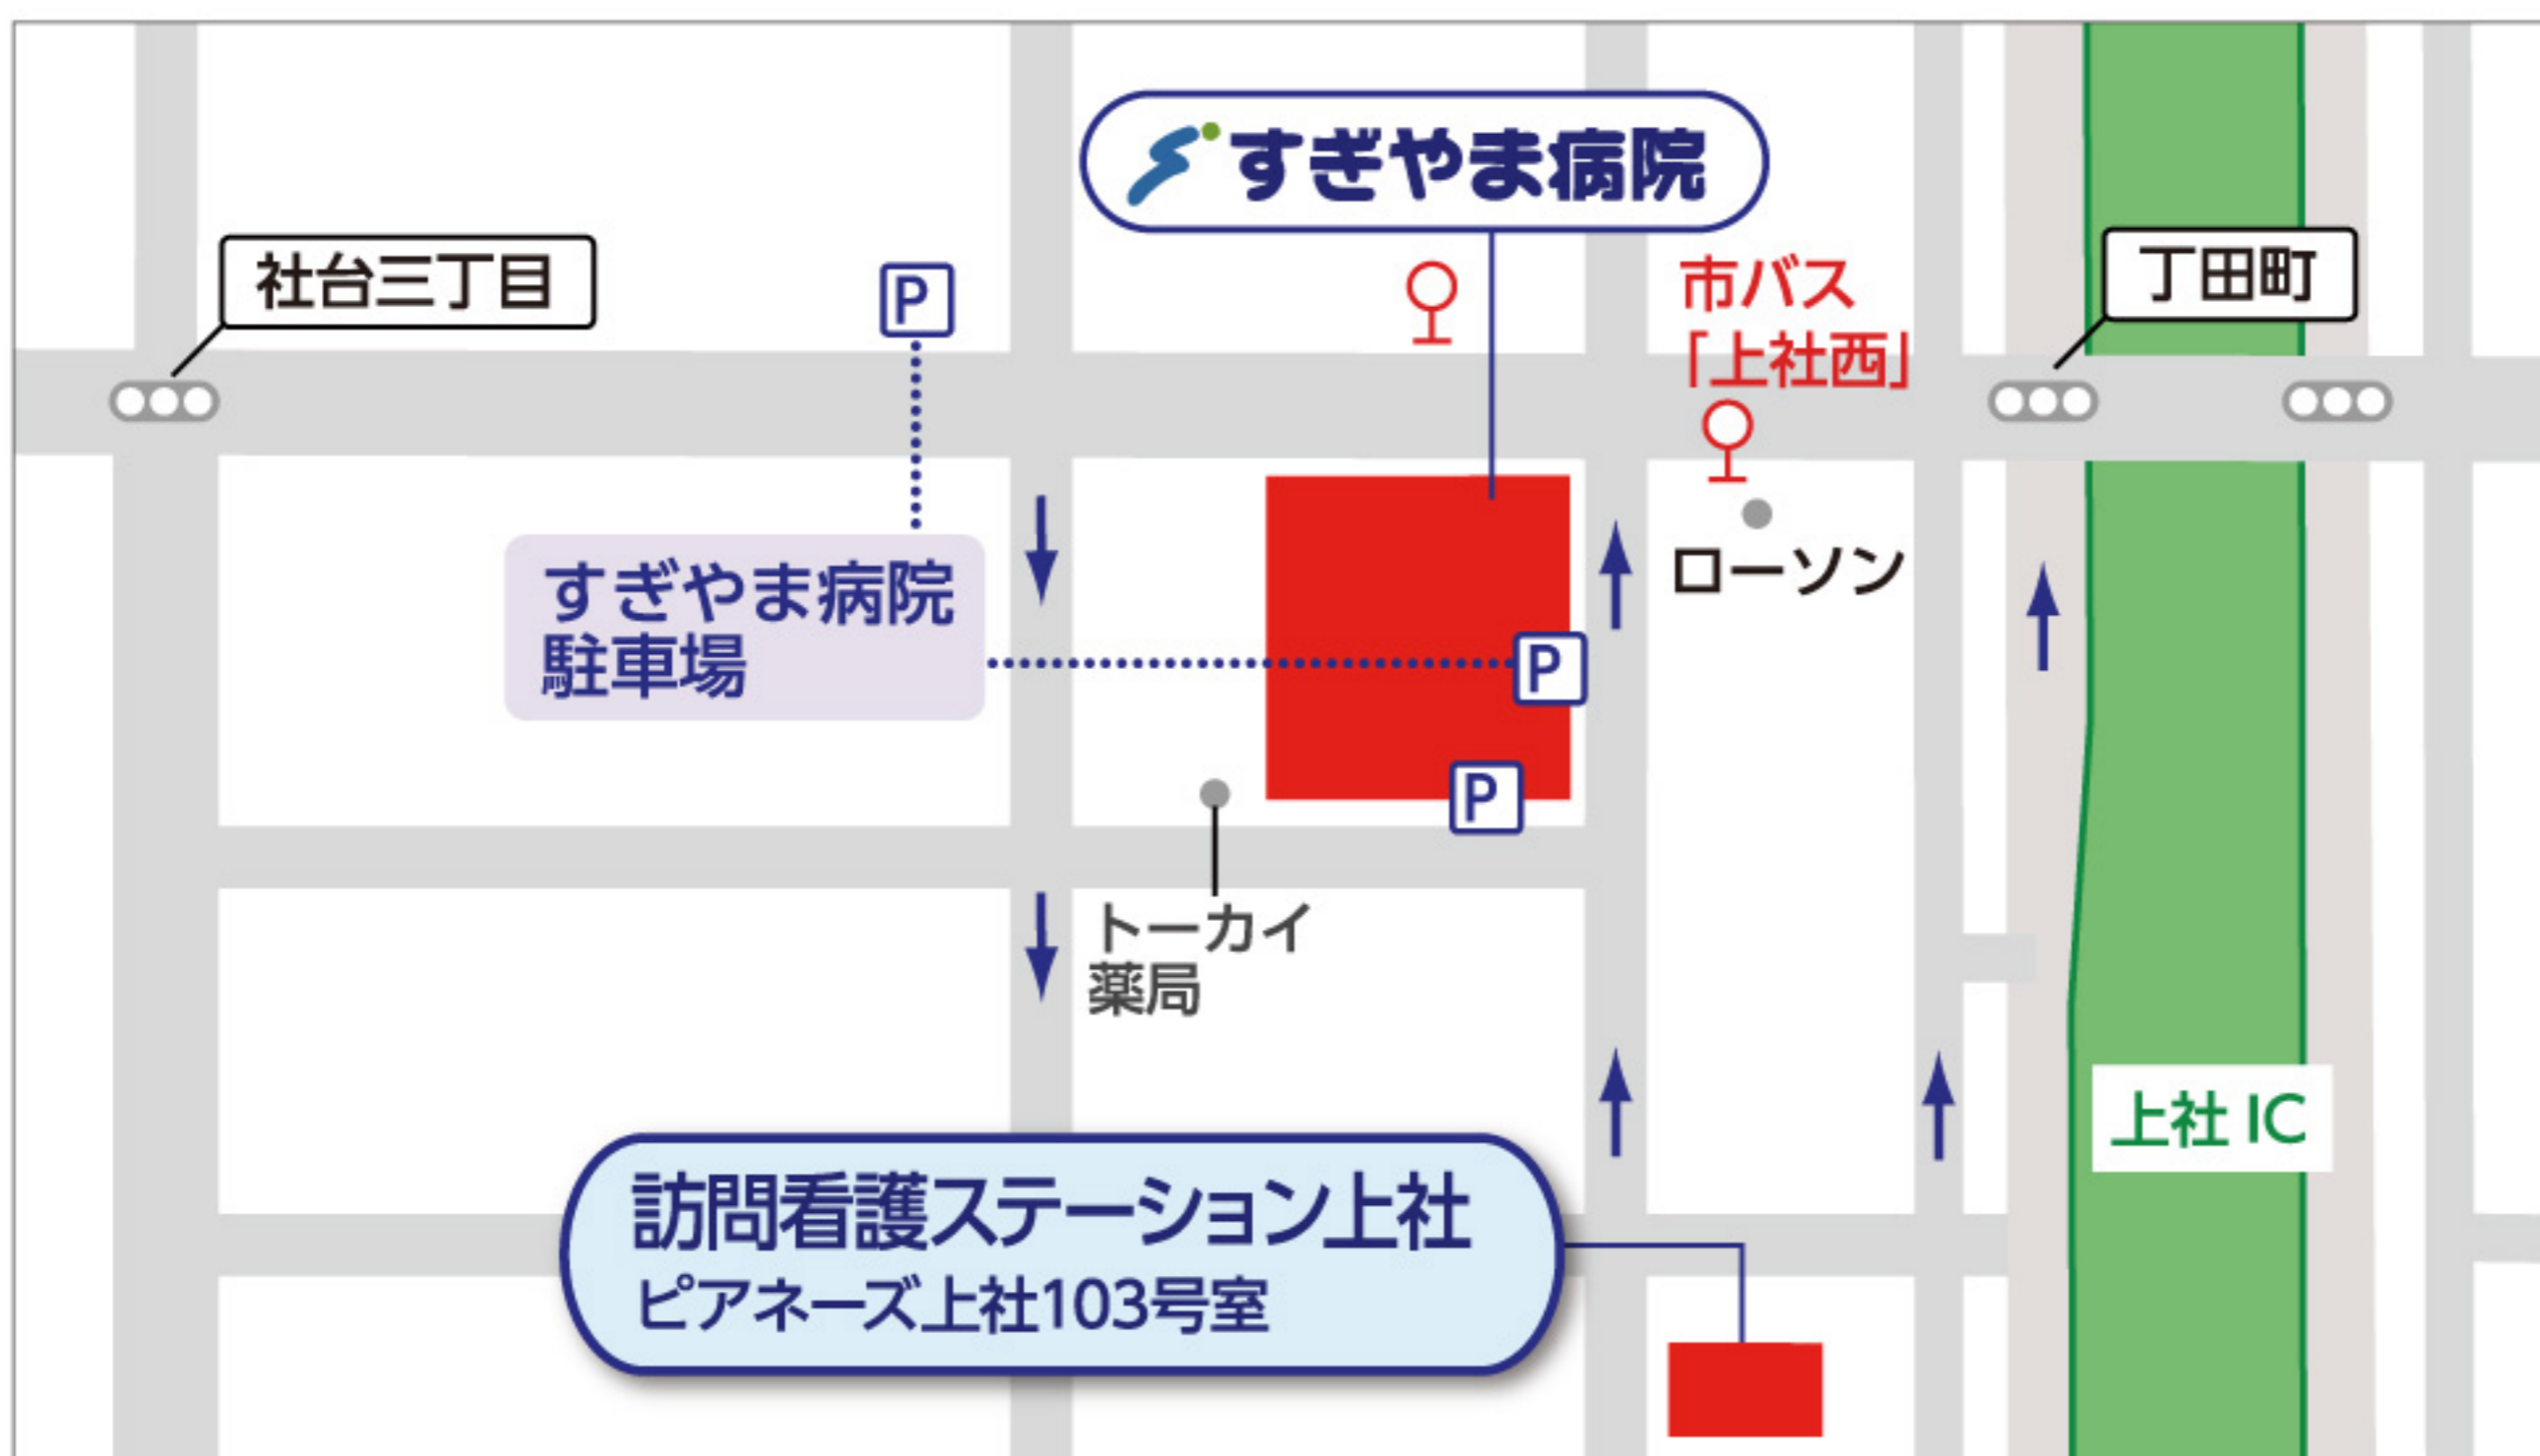 すぎやま病院
社台三丁目
P
市バス
「上社西」
丁田町
ローソン
すぎやま病院
駐車場
P
P
トーカイ
薬局
上社 IC
訪問看護ステーション上社
ピアネーズ上社103号室